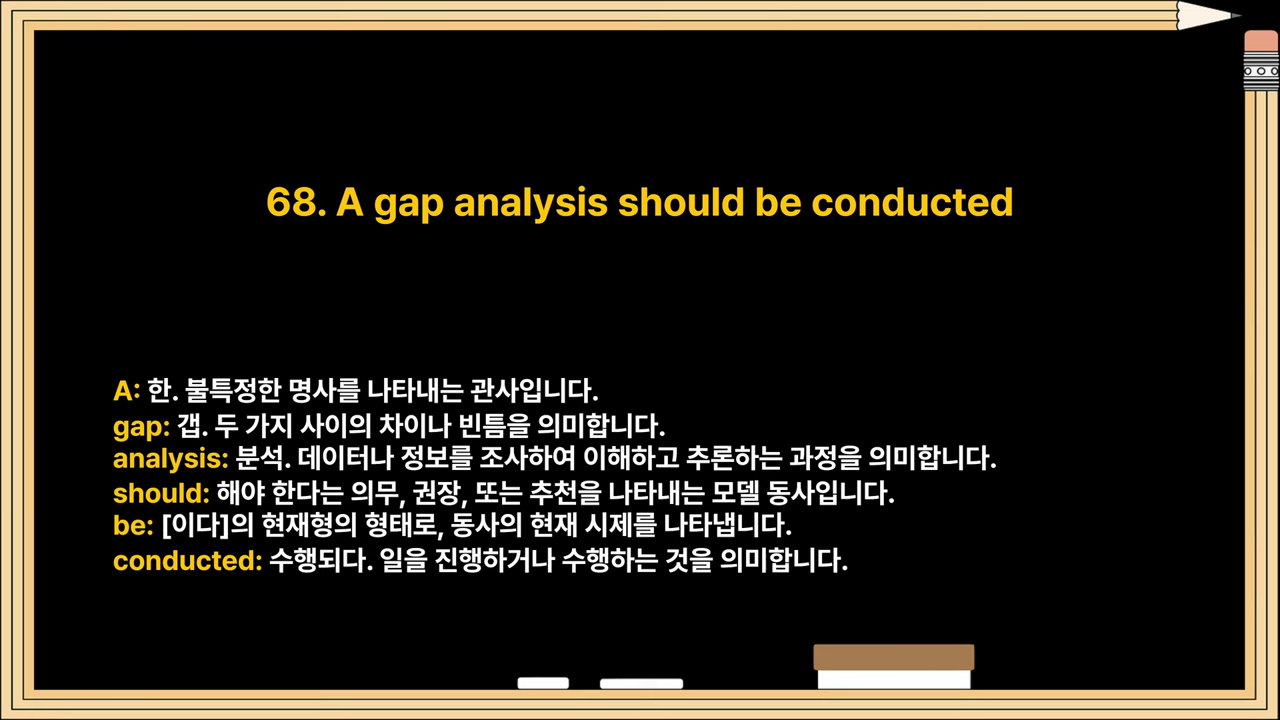 68. A gap analysis should be conducted
A: 한. 불특정한 명사를 나타내는 관사입니다.
gap: 갭. 두 가지 사이의 차이나 빈틈을 의미합니다.
analysis: 분석. 데이터나 정보를 조사하여 이해하고 추론하는 과정을 의미합니다.
should: 해야 한다는 의무, 권장, 또는 추천을 나타내는 모델 동사입니다.
be: [이다]의 현재형의 형태로, 동사의 현재 시제를 나타냅니다.
conducted: 수행되다. 일을 진행하거나 수행하는 것을 의미합니다.